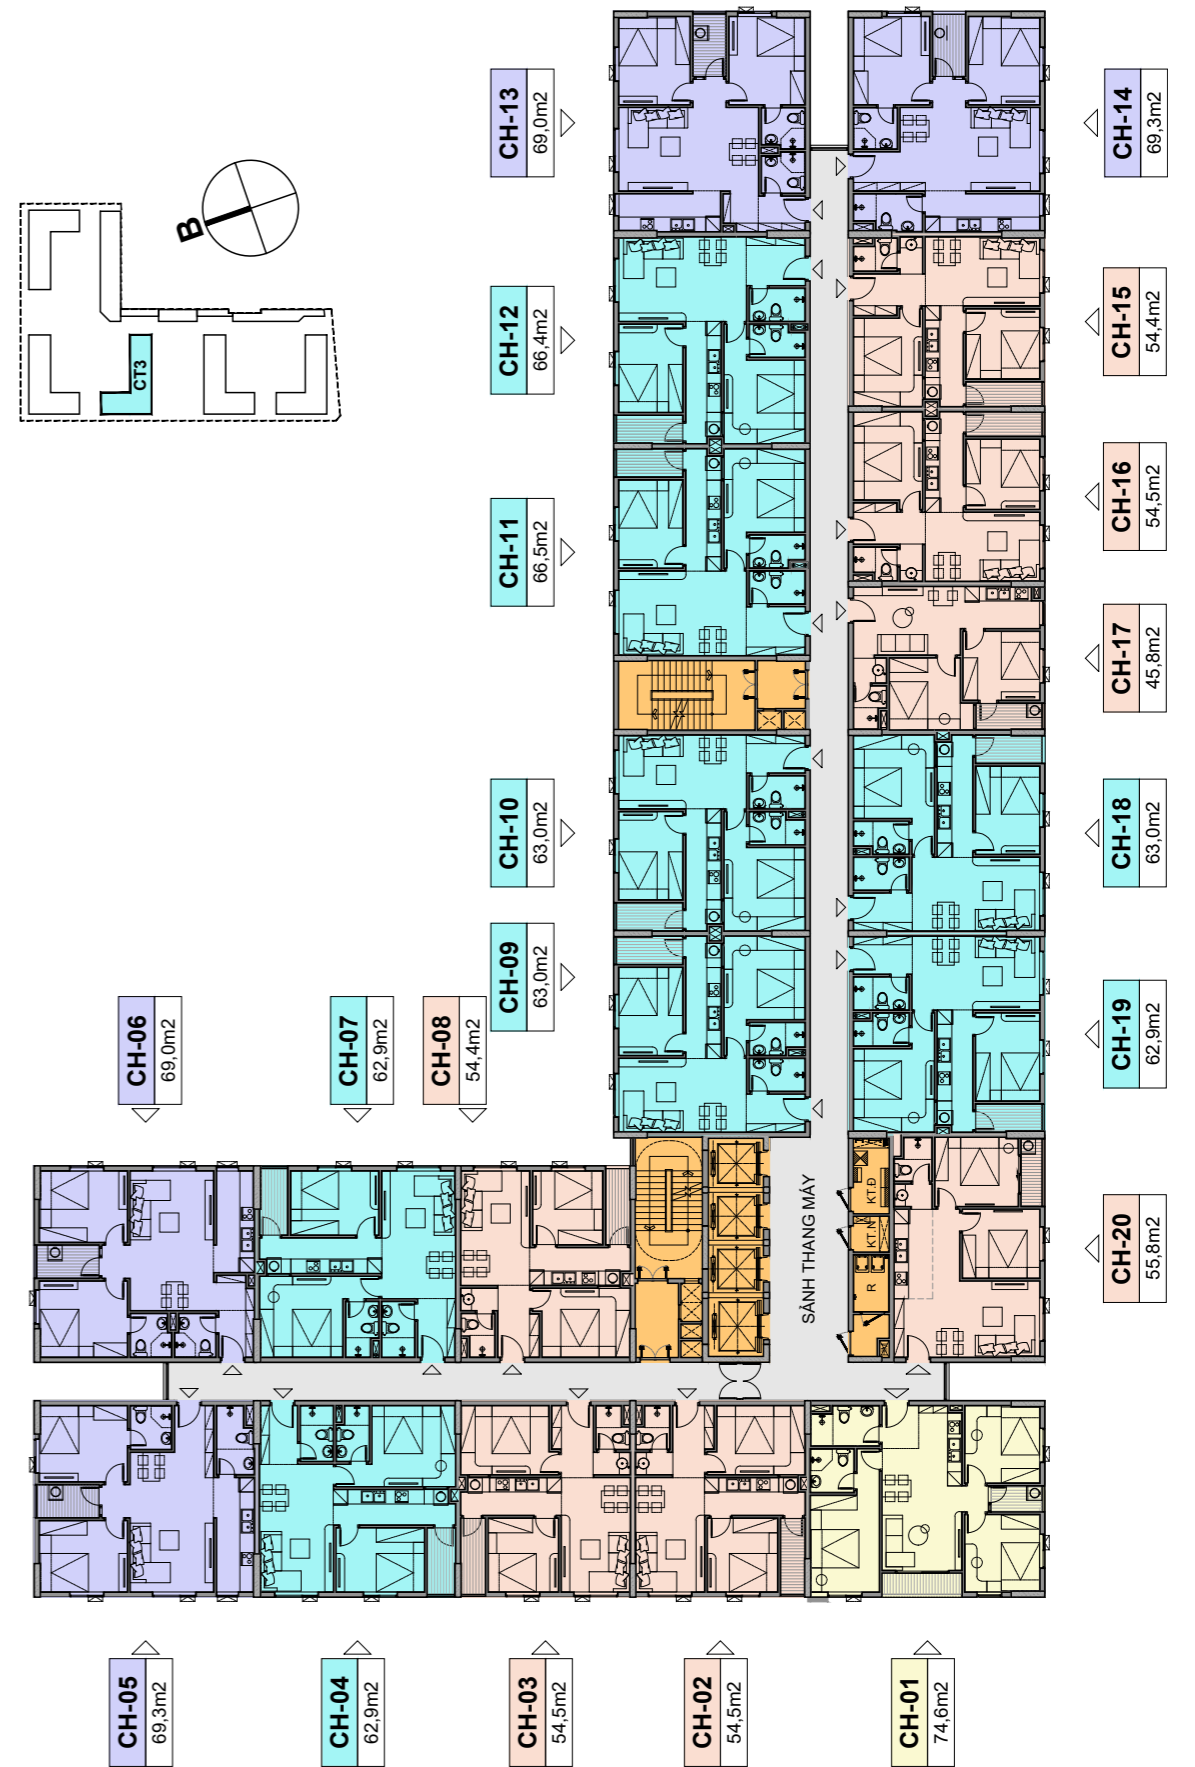 CH-13
69,0m2
CH-14
69,3m2
B
CT3
CH-12
66,4m2
CH-15
54,4m2
CH-11
66,5m2
CH-16
54,5m2
CH-17
45,8m2
CH-10
63,0m2
CH-18
63,0m2
CH-09
63,0m2
CH-19
62,9m2
CH-06
69,0m2
CH-07
62,9m2
CH-08
54,4m2
SẢNH THANG MÁY
KT.Đ
KT.N
R
CH-20
55,8m2
CH-05
69,3m2
CH-04
62,9m2
CH-03
54,5m2
CH-02
54,5m2
CH-01
74,6m2